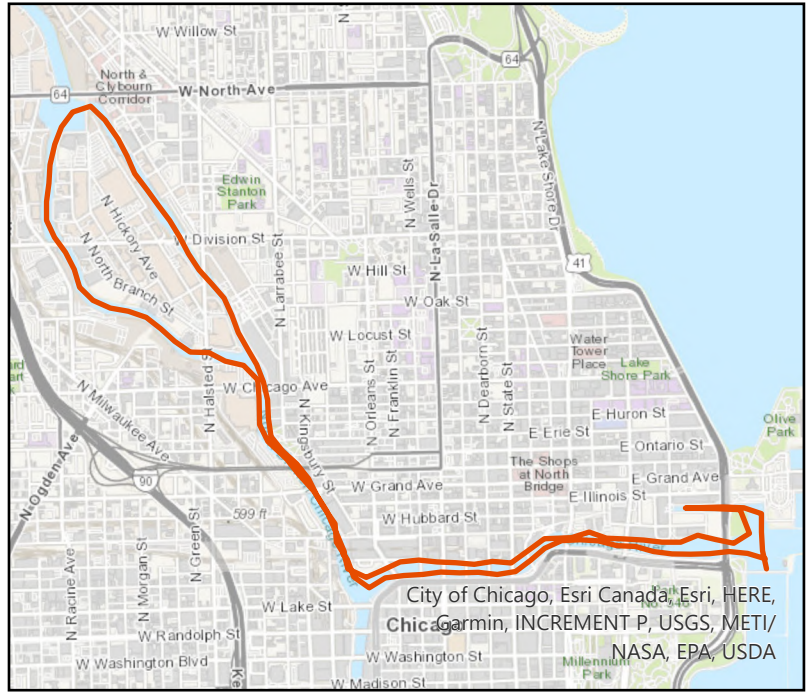 W Willow St
N
64
North &
Clybourn
Corridor
W-North-Ave
64
N Lake Shore Dr
Edwin
Stanton
Park
N Wells St
N-La-Salle-Dr
N Hickory Ave
W Division St
N North Branch St
N Larrabee St
W Hill St
41
W Oak St
W Locust St
N Orleans St
N Franklin St
N Dearborn St
N State St
Water
Tower
Place
Lake
Shore Park
N Halsted St
W Chicago Ave
N Kingsbury St
N Milwaukee Ave
E Huron St
E Erie St
E Ontario St
Olive
Park
N-Ogden-Ave
90
The Shops
at North
Bridge
E Grand Ave
W Grand Ave
E Illinois St
599 ft
W Hubbard St
N Green St
N Morgan St
N Racine Ave
Chicago River
W Lake St
City of Chicago, Esri Canada, Esri, HERE,
Garmin, INCREMENT P, USGS, METI/
NASA, EPA, USDA
Chicago
W Randolph St
W Washington Blvd
W Washington St
Millennium
Park
W Madison St
Ke